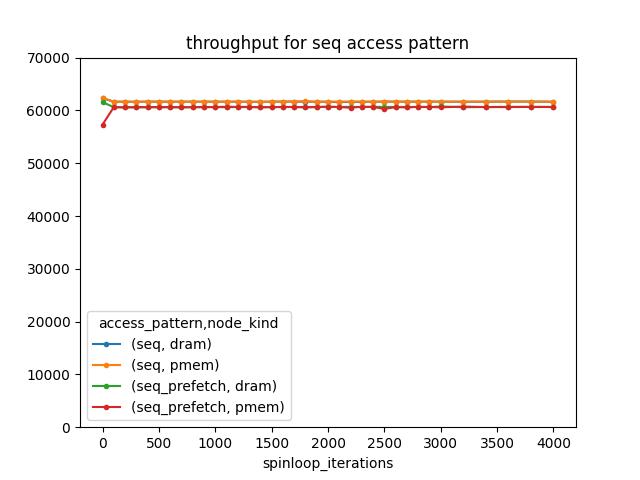 throughput for seq access pattern
70000
60000
50000
40000
30000
20000
10000
0
access_pattern,node_kind
(seq, dram)
(seq, pmem)
(seq_prefetch, dram)
(seq_prefetch, pmem)
0 500 1000 1500 2000 2500 3000 3500 4000
spinloop_iterations